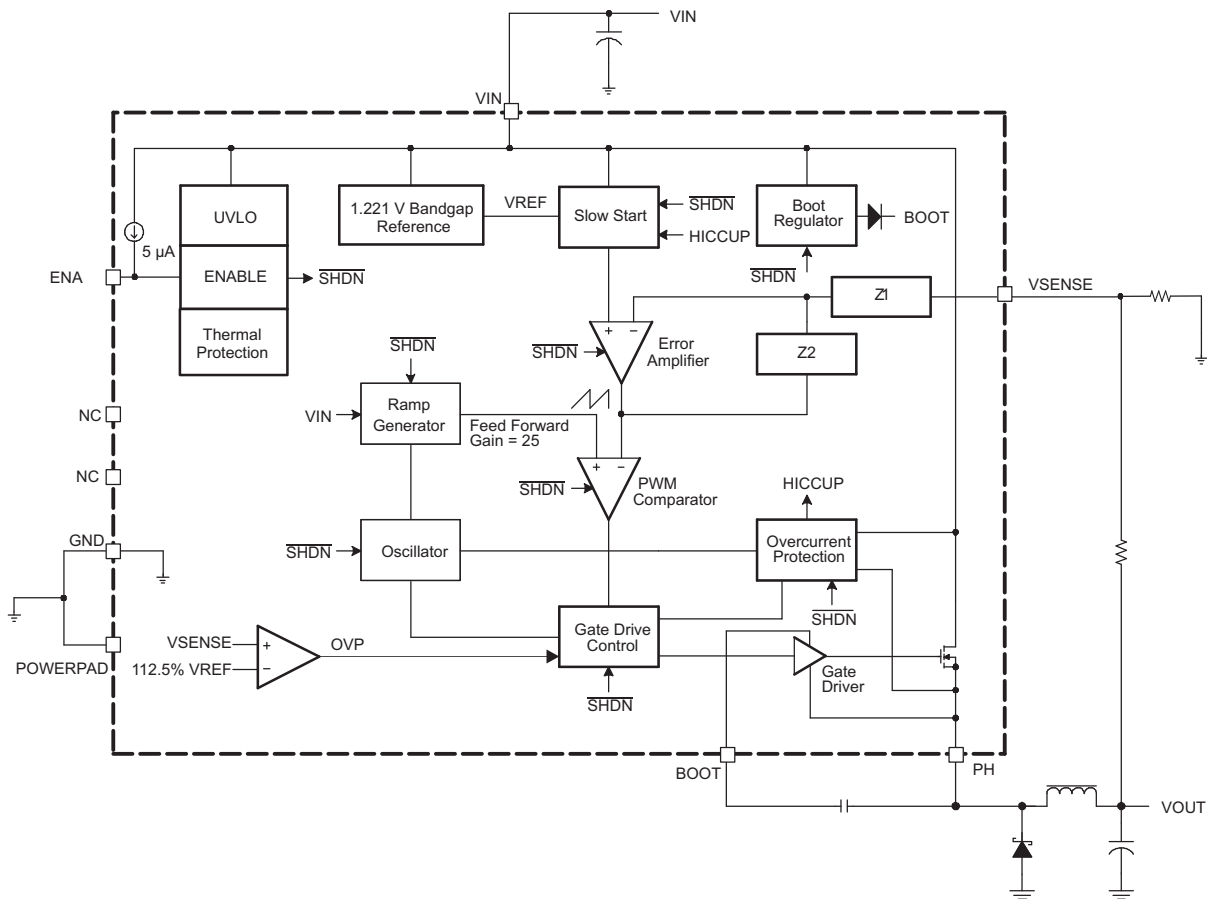 VIN
VIN
UVLO
1.221 V Bandgap
Reference
VREF
Slow Start
SHDN
HICCUP
Boot
Regulator
BOOT
5 µA
ENA
ENABLE
SHDN
SHDN
Z1
VSENSE
Thermal
Protection
SHDN
SHDN
+ −
Error
Amplifier
Z2
NC
VIN
Ramp
Generator
Feed Forward
Gain = 25
NC
SHDN
+ −
PWM
Comparator
HICCUP
GND
SHDN
Oscillator
Overcurrent
Protection
SHDN
VSENSE
+
OVP
Gate Drive
Control
POWERPAD
112.5% VREF
−
Gate
Driver
SHDN
BOOT
PH
VOUT